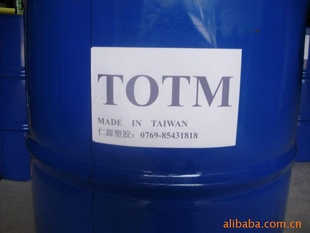 TOTM
MADE IN TAIWAN
仁源塑胶：0769-85431818
alibaba.com.cn